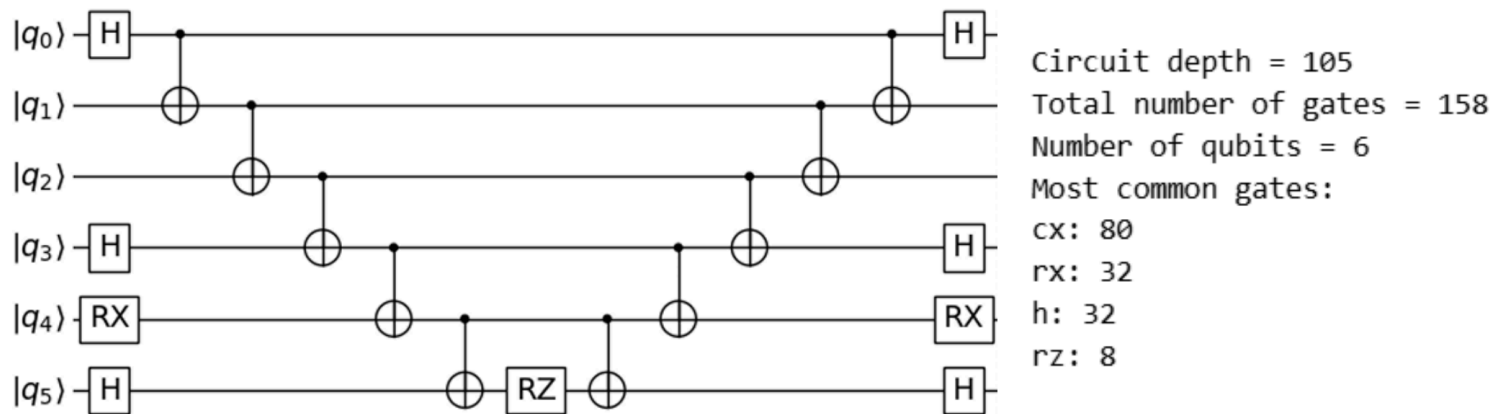 |q₀⟩ H H
|q₁⟩
|q₂⟩
|q₃⟩ H H
|q₄⟩ RX RX
|q₅⟩ H RZ H
Circuit depth = 105
Total number of gates = 158
Number of qubits = 6
Most common gates:
cx: 80
rx: 32
h: 32
rz: 8